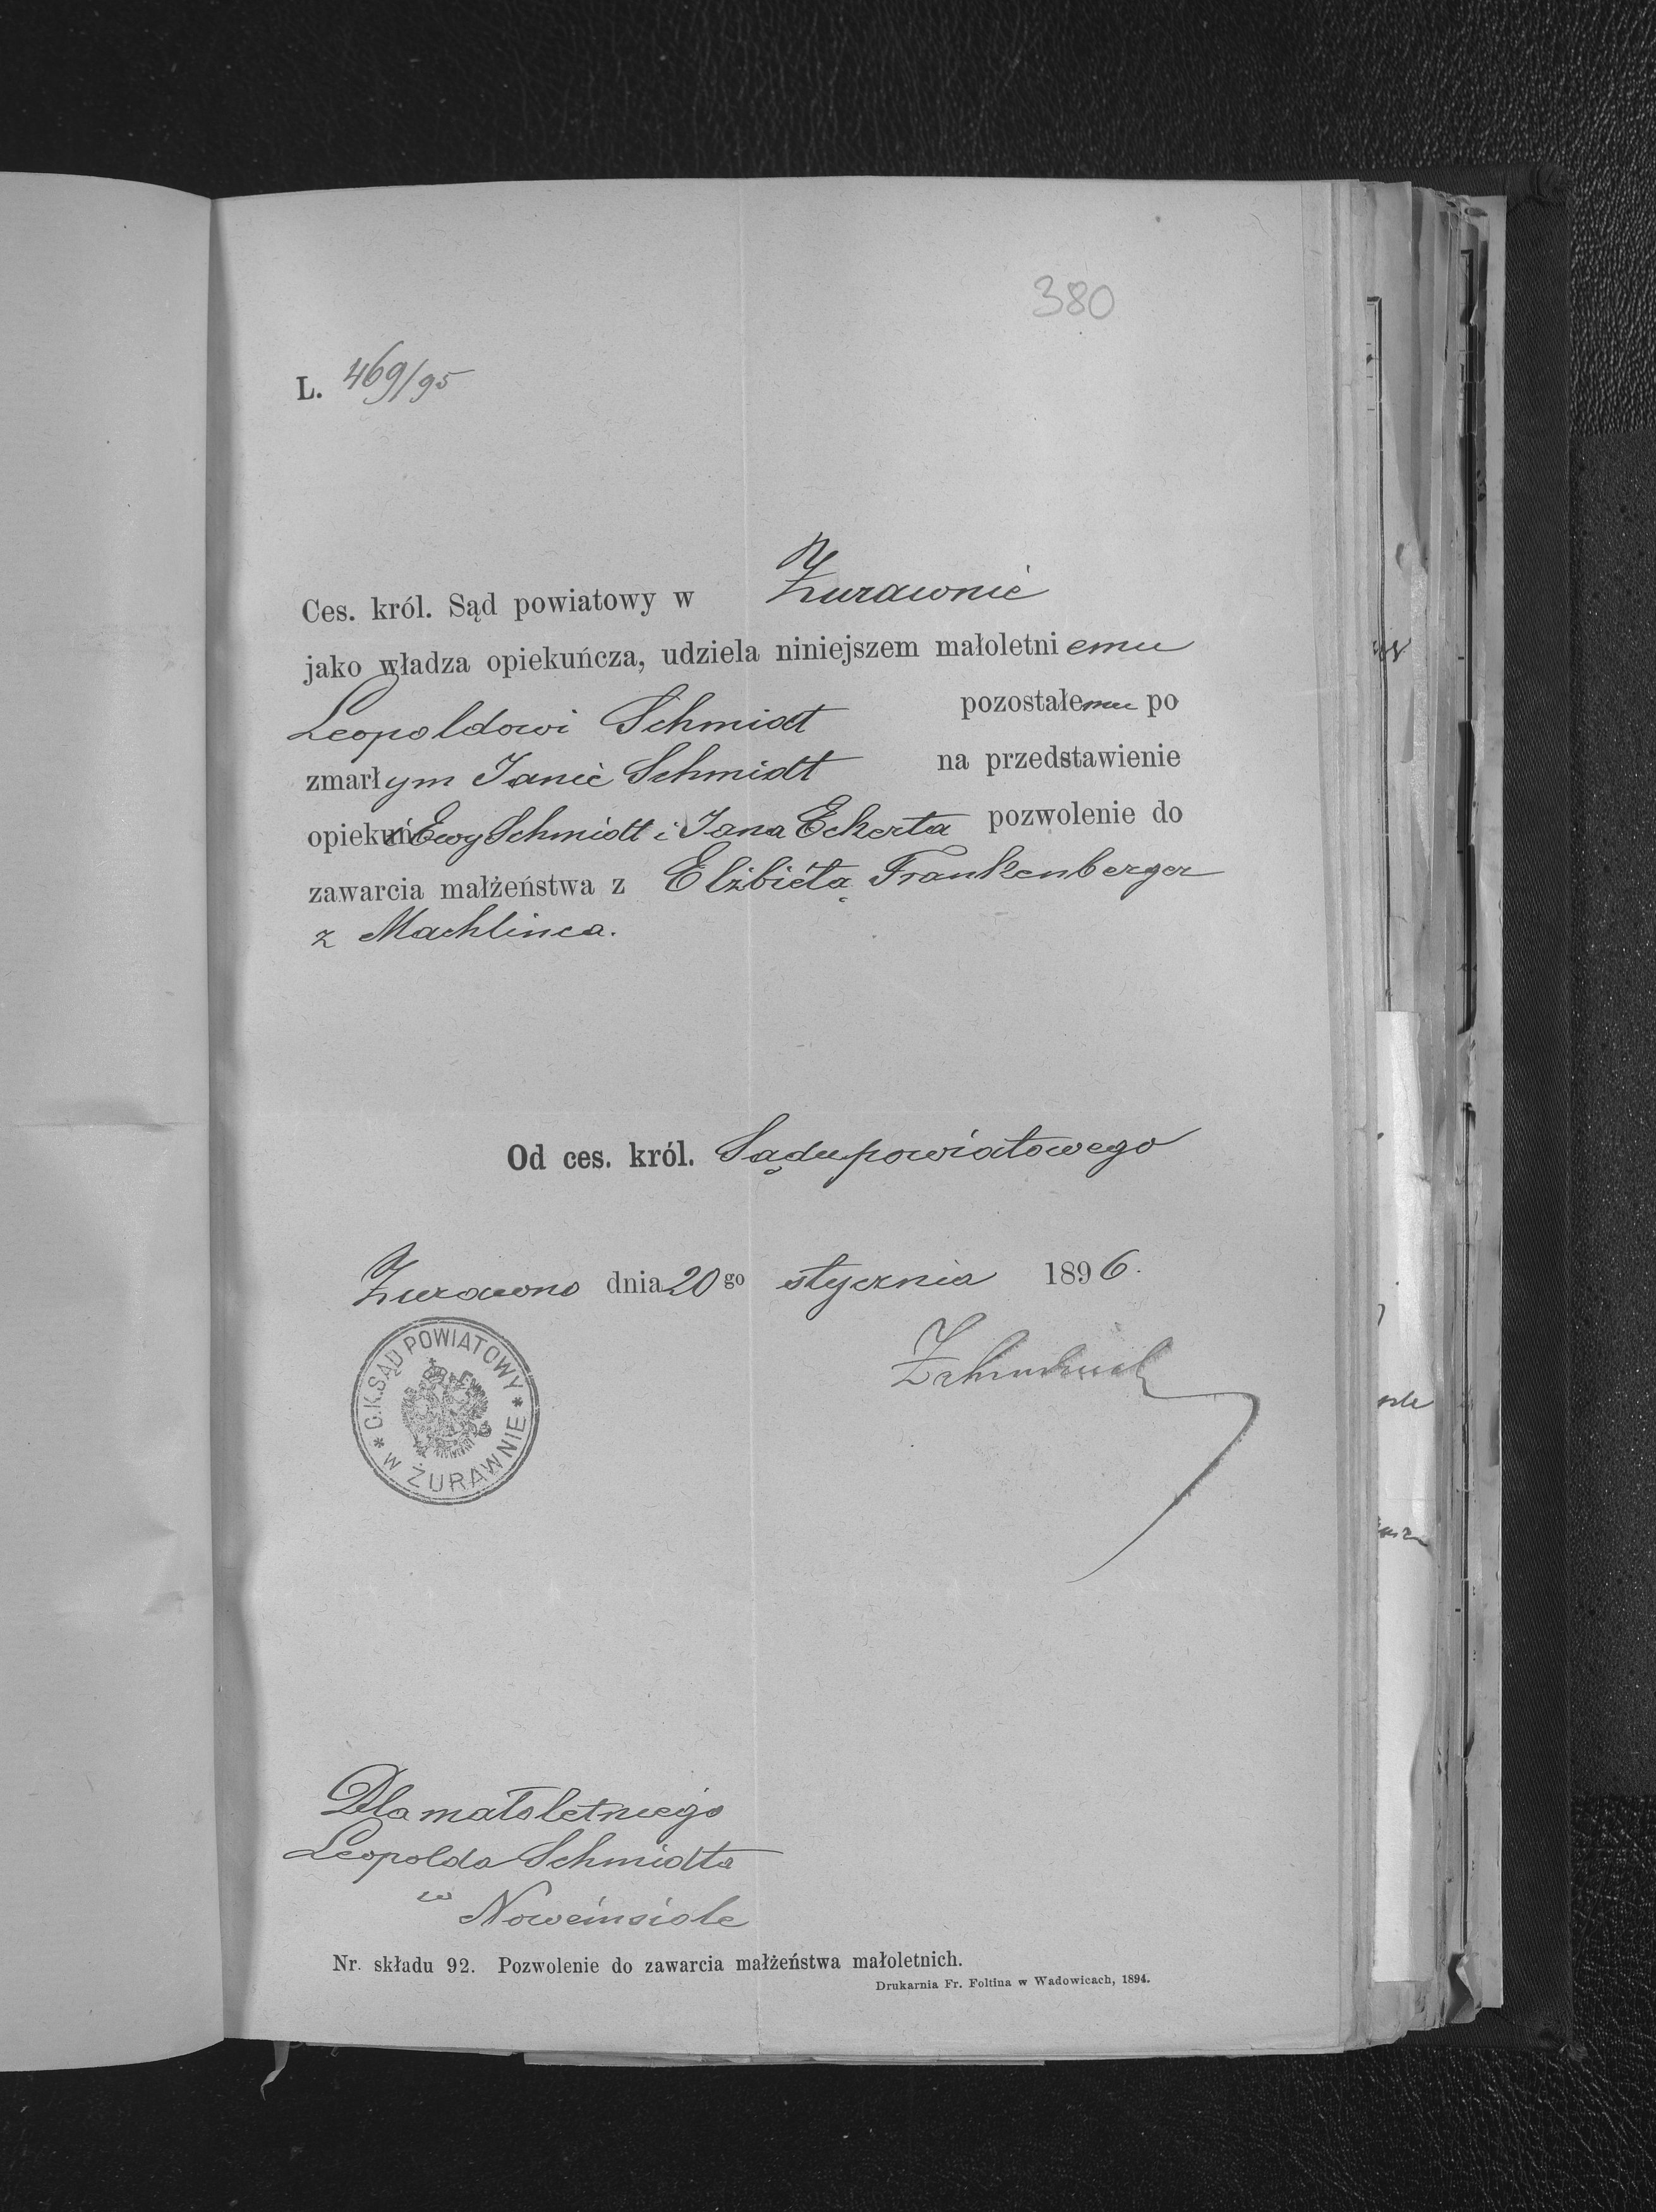 380
L. 469/95
Ces. król. Sąd powiatowy w Żurawnie
jako władza opiekuńcza, udziela niniejszem małoletniemu
Leopoldowi Schmidt pozostałemu po
zmarłym Janie Schmidt na przedstawienie
opiekun Ewy Schmidt i Jana Eckerta pozwolenie do
zawarcia małżeństwa z Elżbietą Frankenberger
z Machlinca.
Od ces. król. Sądu powiatowego
Żurawno dnia 20go stycznia 1896.
* C.K. SĄD POWIATOWY * W ŻURAWNIE
Dla małoletniego
Leopolda Schmidta
w Nowemsiole
Nr. składu 92. Pozwolenie do zawarcia małżeństwa małoletnich.
Drukarnia Fr. Foltina w Wadowicach, 1894.